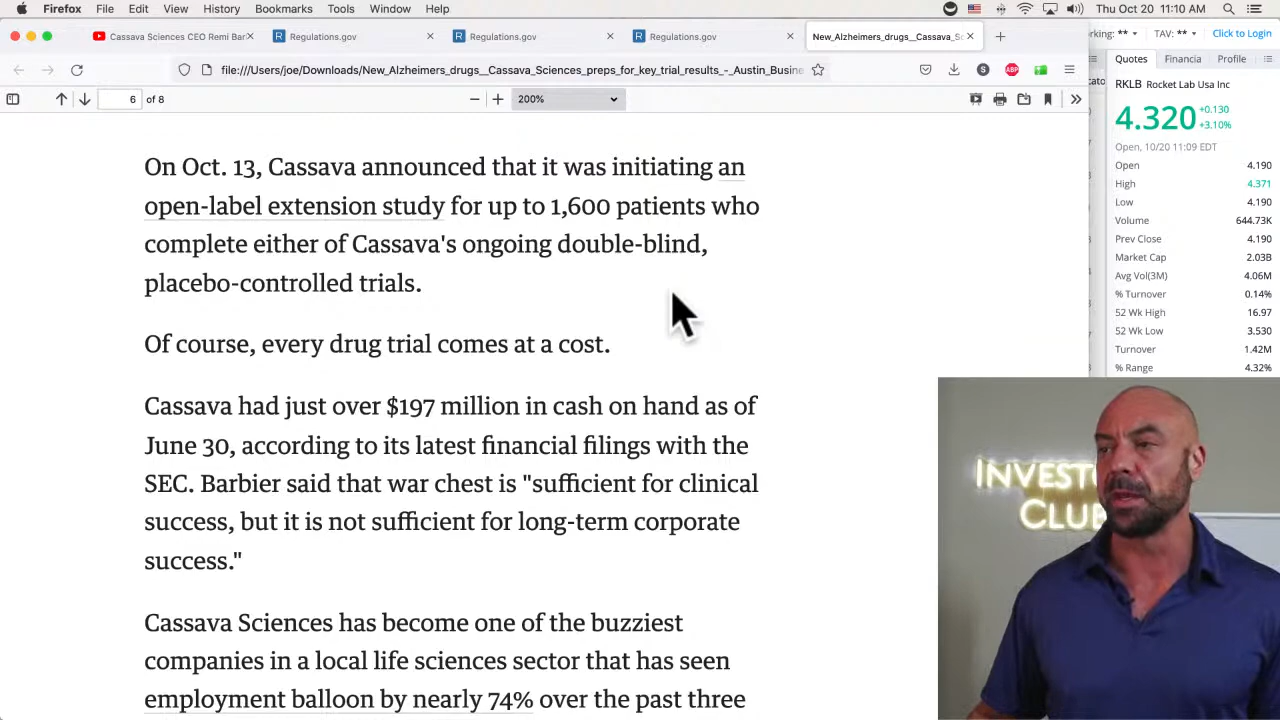 Firefox File Edit View History Bookmarks Tools Window Help Thu Oct 20 11:10 AM
Cassava Sciences CEO Remi Bar
Regulations.gov
Regulations.gov
Regulations.gov
New_Alzheimers_drugs__Cassava_Sc
file:///Users/joe/Downloads/New_Alzheimers_drugs__Cassava_Sciences_preps_for_key_trial_results_-_Austin_Busine
6 of 8
200%
On Oct. 13, Cassava announced that it was initiating an
open-label extension study for up to 1,600 patients who
complete either of Cassava's ongoing double-blind,
placebo-controlled trials.
Of course, every drug trial comes at a cost.
Cassava had just over $197 million in cash on hand as of
June 30, according to its latest financial filings with the
SEC. Barbier said that war chest is "sufficient for clinical
success, but it is not sufficient for long-term corporate
success."
Cassava Sciences has become one of the buzziest
companies in a local life sciences sector that has seen
employment balloon by nearly 74% over the past three
rking: ** TAV: ** Click to Login
Quotes Financia Profile
RKLB Rocket Lab Usa Inc
4.320 +0.130
+3.10%
Open, 10/20 11:09 EDT
Open 4.190
High 4.371
Low 4.190
Volume 644.73K
Prev Close 4.190
Market Cap 2.03B
Avg Vol(3M) 4.06M
% Turnover 0.14%
52 Wk High 16.97
52 Wk Low 3.530
Turnover 1.42M
% Range 4.32%
INVESTO
CLUB